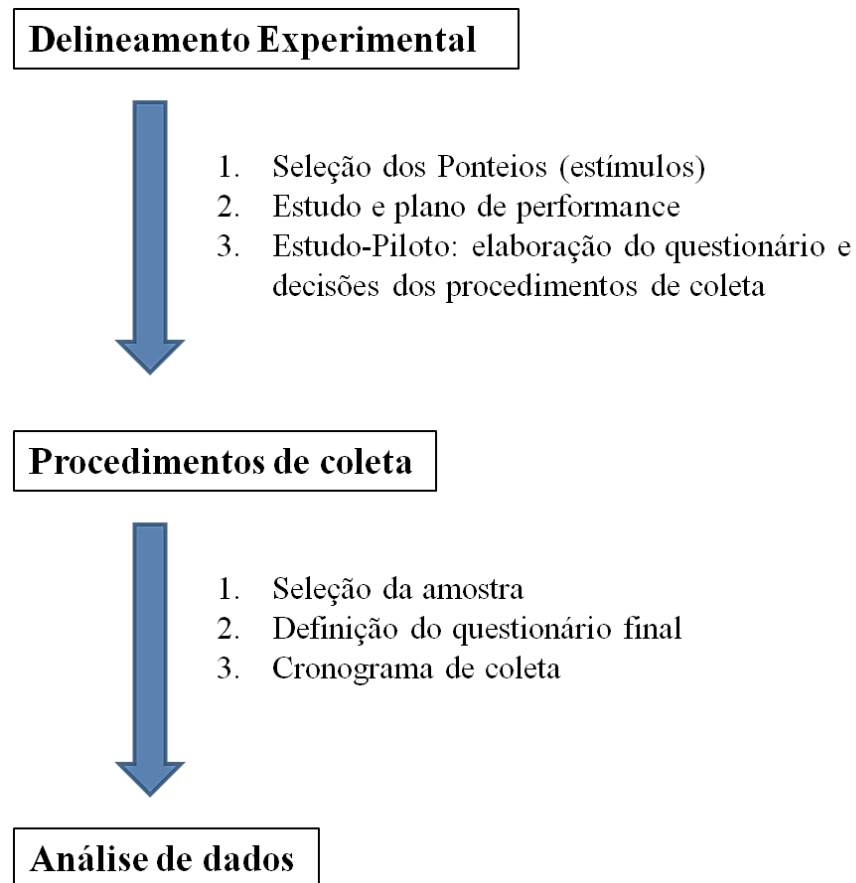 Delineamento Experimental
1. Seleção dos Ponteios (estímulos)
2. Estudo e plano de performance
3. Estudo-Piloto: elaboração do questionário e
decisões dos procedimentos de coleta
Procedimentos de coleta
1. Seleção da amostra
2. Definição do questionário final
3. Cronograma de coleta
Análise de dados